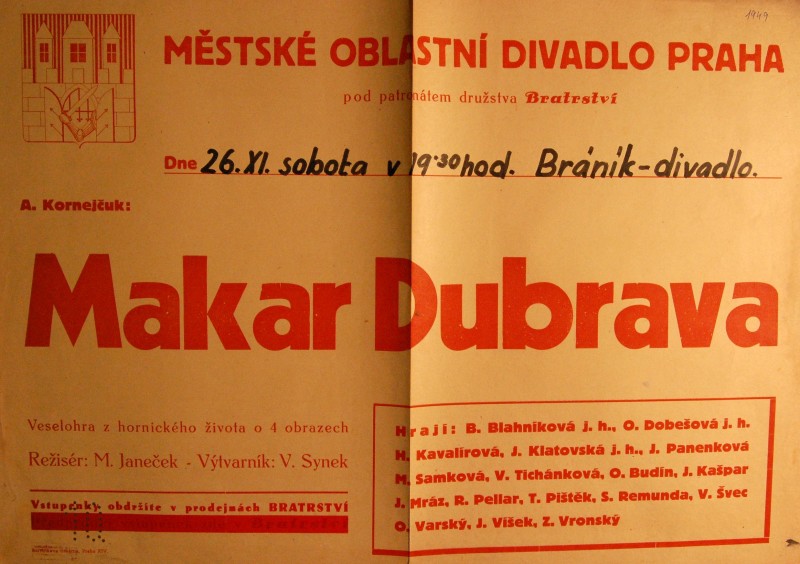 1949
MĚSTSKÉ OBLASTNÍ DIVADLO PRAHA
pod patronátem družstva Bratrství
Dne 26. XI. sobota v 19.30 hod. Bráník-divadlo.
A. Kornejčuk:
Makar Dubrava
Veselohra z hornického života o 4 obrazech
Režisér: M. Janeček - Výtvarník: V. Synek
Vstupenky obdržíte v prodejnách BRATRSTVÍ
Bratrství
Hrají: B. Blahníková j. h., O. Dobešová j. h.
H. Kavalírová, J. Klatovská j. h., J. Panenková
M. Samková, V. Tichánková, O. Budín, J. Kašpar
J. Mráz, R. Pellar, T. Pištěk, S. Remunda, V. Švec
O. Varský, J. Víšek, Z. Vronský